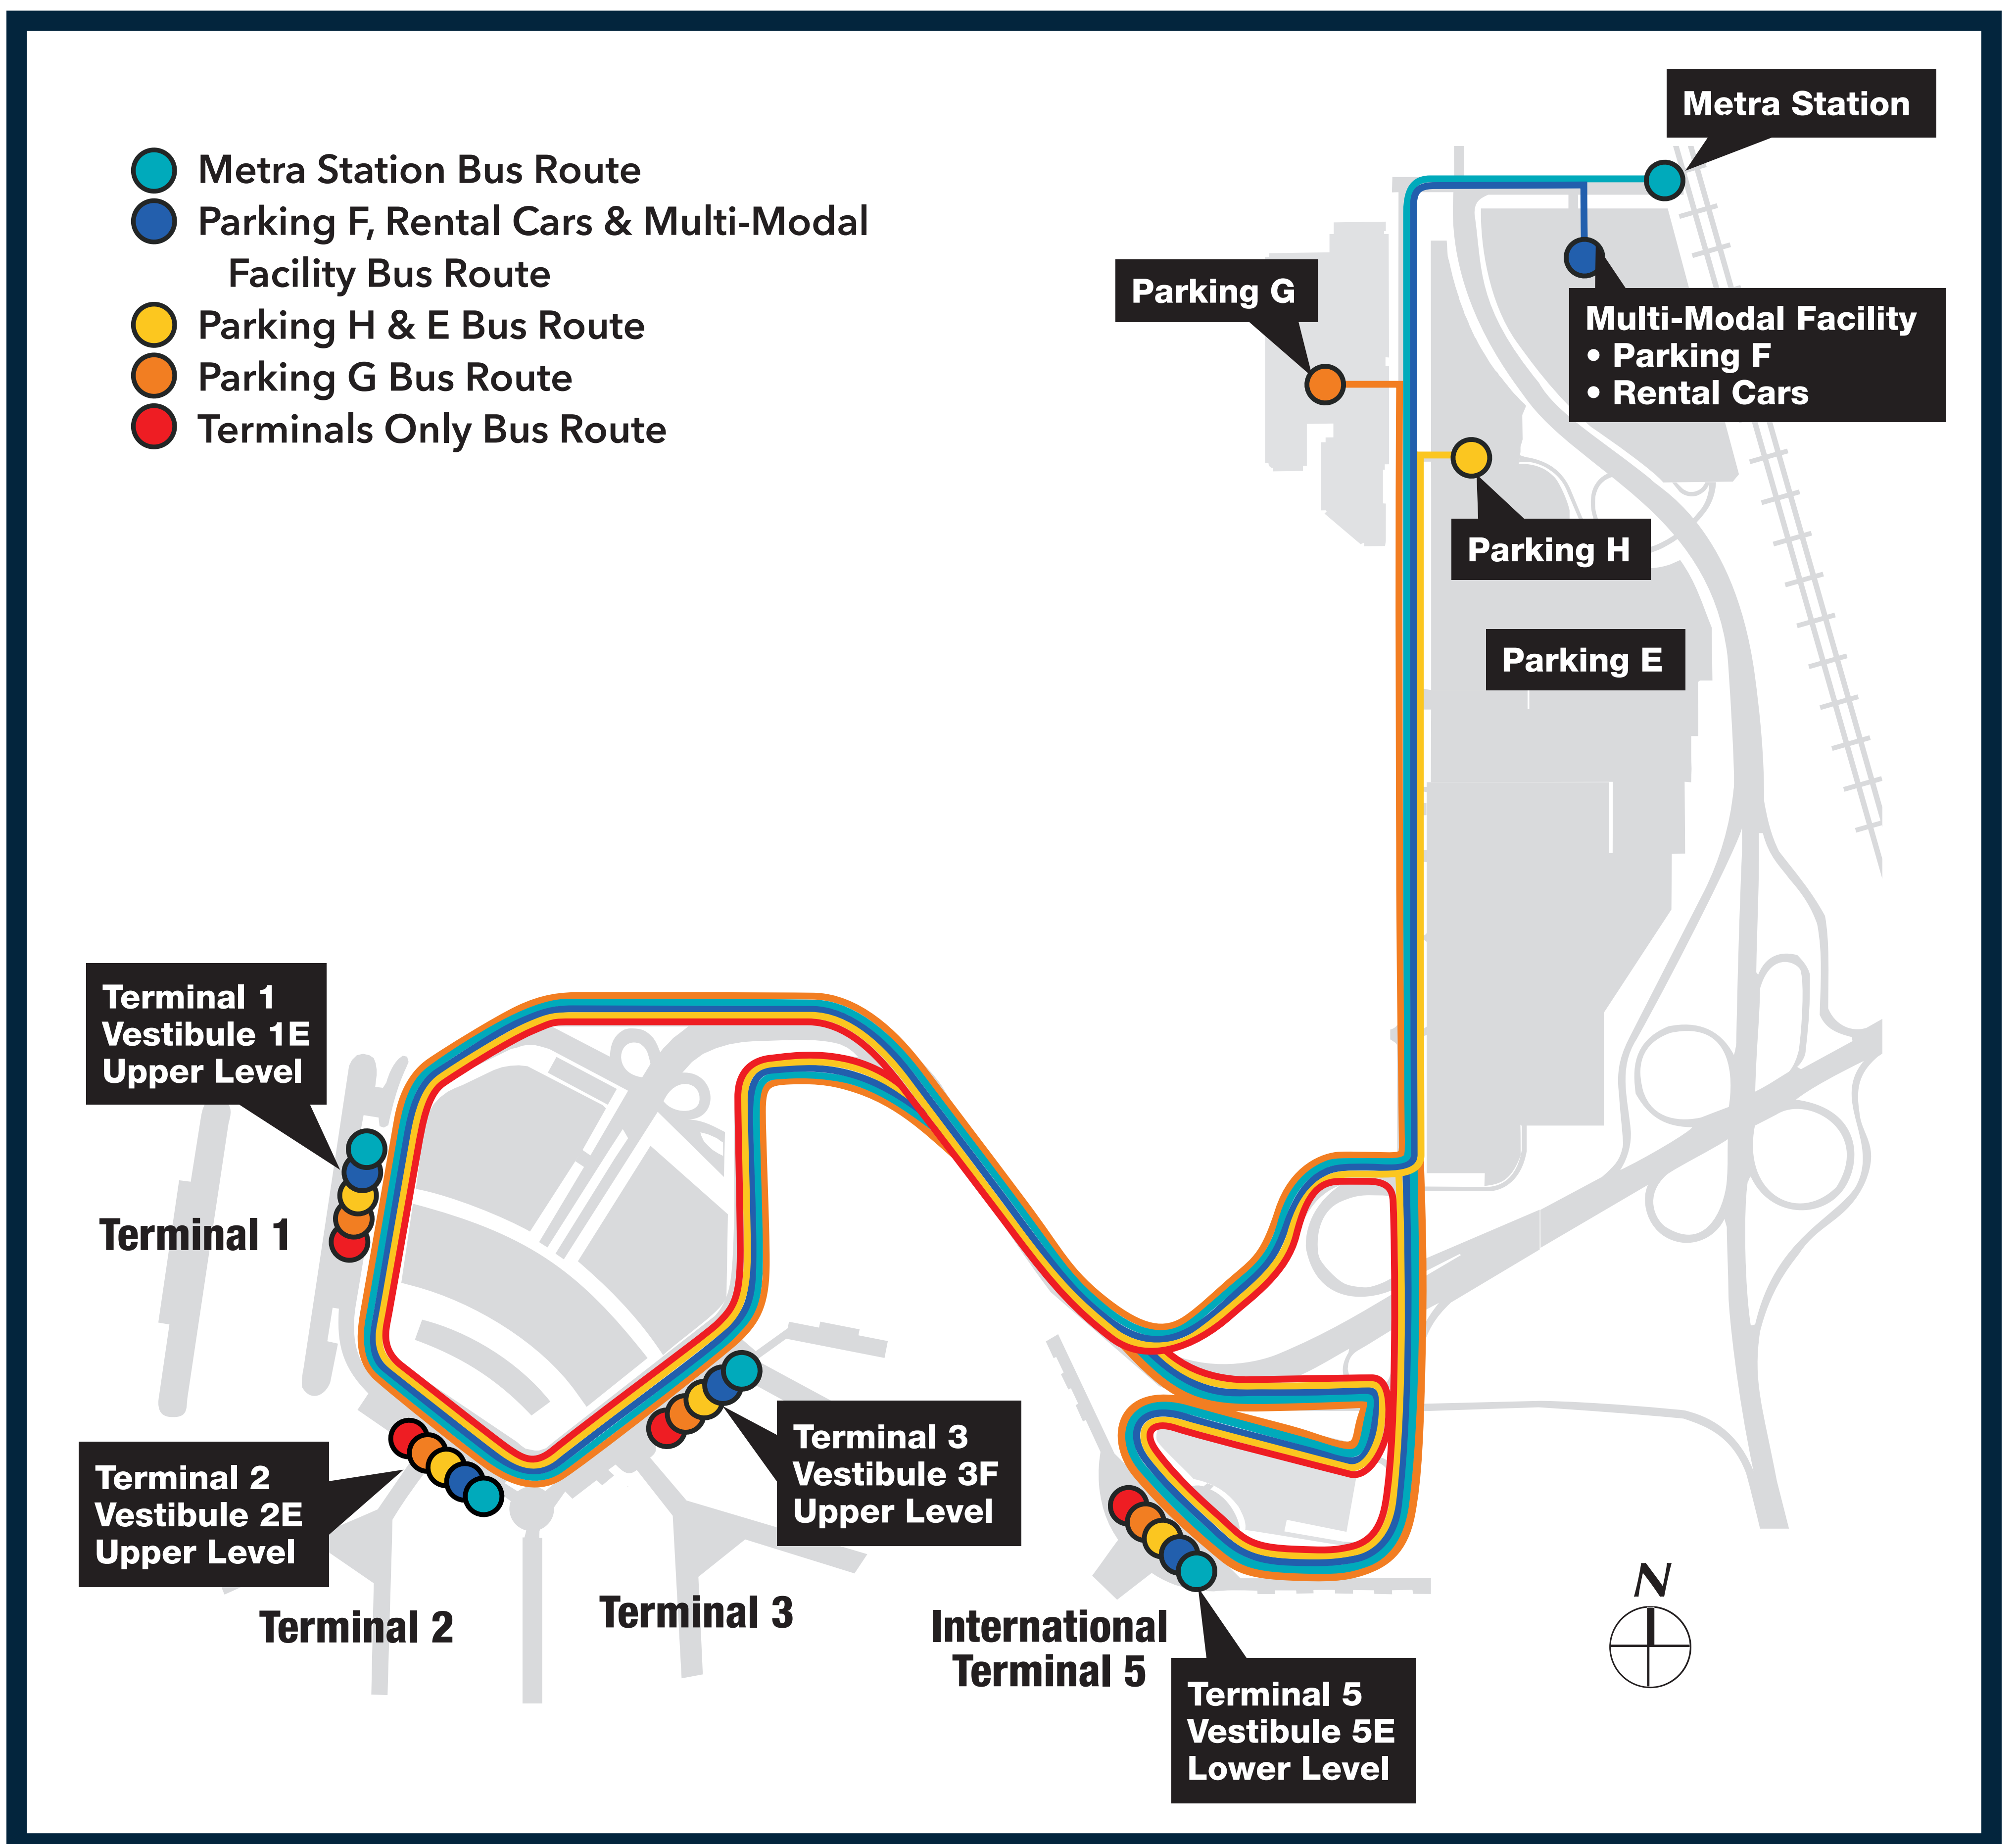 Metra Station
Metra Station Bus Route
Parking F, Rental Cars & Multi-Modal
Facility Bus Route
Parking H & E Bus Route
Parking G Bus Route
Terminals Only Bus Route
Parking G
Multi-Modal Facility
• Parking F
• Rental Cars
Parking H
Parking E
Terminal 1
Vestibule 1E
Upper Level
Terminal 1
Terminal 2
Vestibule 2E
Upper Level
Terminal 2
Terminal 3
Vestibule 3F
Upper Level
Terminal 3
International
Terminal 5
Terminal 5
Vestibule 5E
Lower Level
N